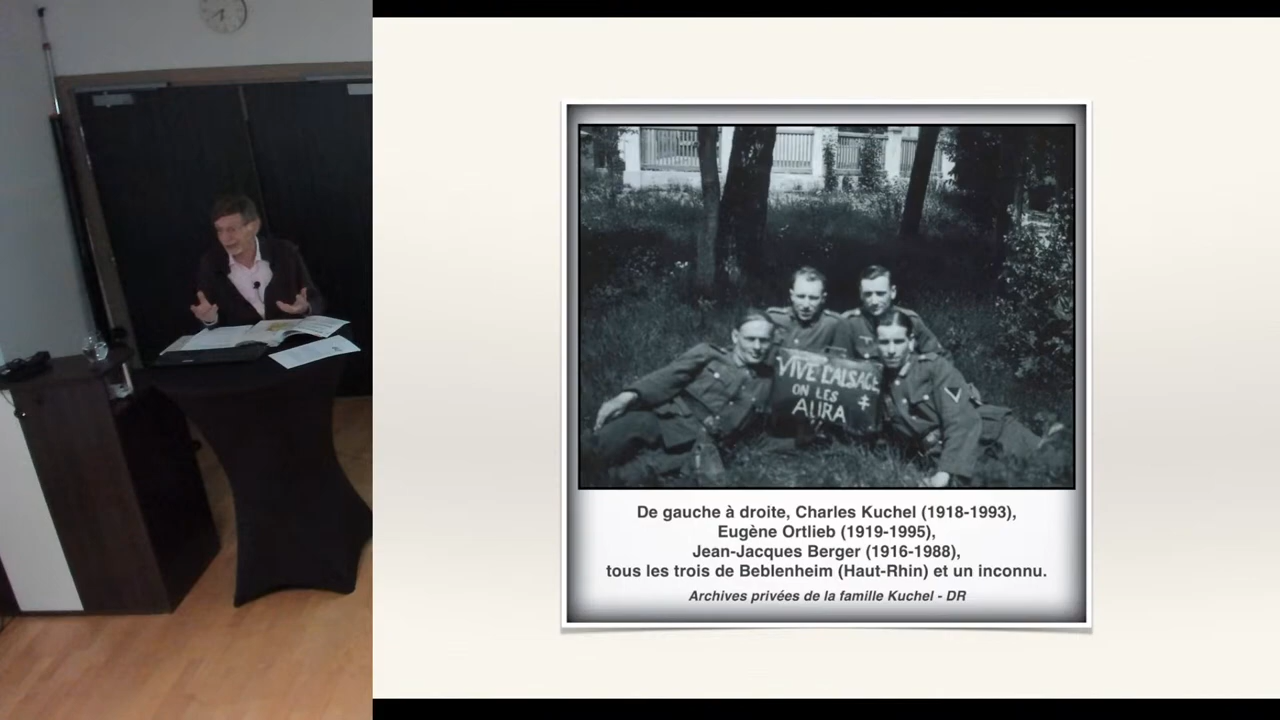 VIVE L'ALSACE
ON LES
AURA
De gauche à droite, Charles Kuchel (1918-1993),
Eugène Ortlieb (1919-1995),
Jean-Jacques Berger (1916-1988),
tous les trois de Beblenheim (Haut-Rhin) et un inconnu.
Archives privées de la famille Kuchel - DR